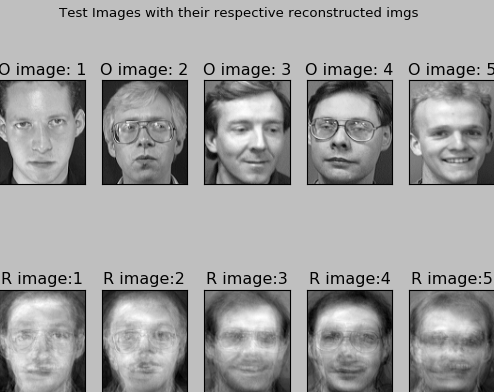 Test Images with their respective reconstructed imgs
O image: 1 O image: 2 O image: 3 O image: 4 O image: 5
R image:1 R image:2 R image:3 R image:4 R image:5